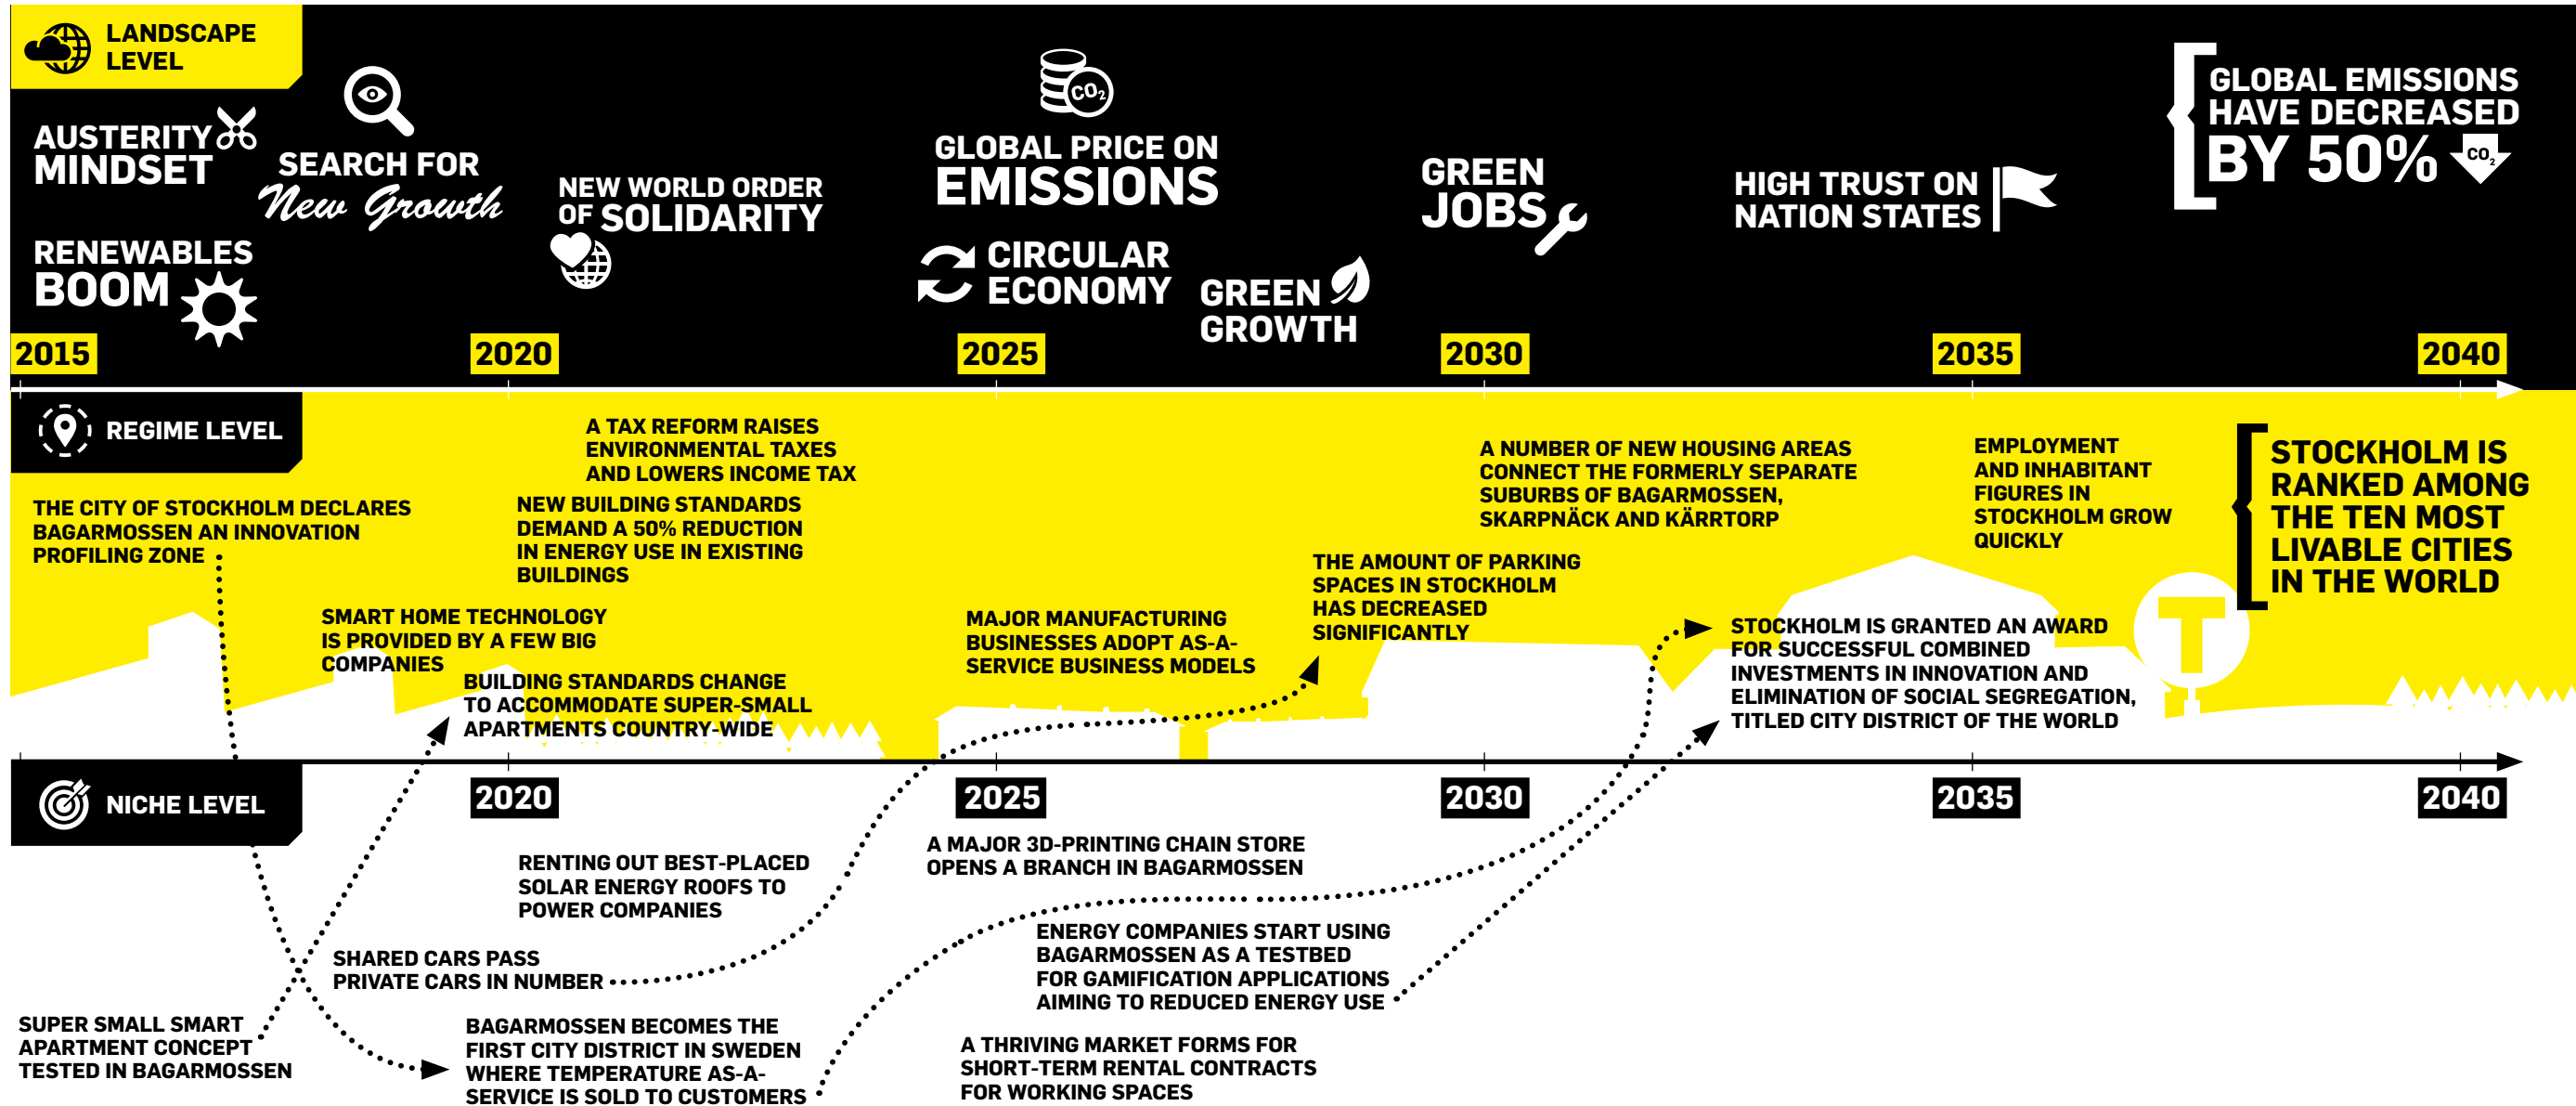 LANDSCAPE
LEVEL
AUSTERITY
MINDSET
SEARCH FOR
New Growth
RENEWABLES
BOOM
NEW WORLD ORDER
OF SOLIDARITY
CO2
GLOBAL PRICE ON
EMISSIONS
CIRCULAR
ECONOMY
GREEN
GROWTH
GREEN
JOBS
HIGH TRUST ON
NATION STATES
GLOBAL EMISSIONS
HAVE DECREASED
BY 50%
CO2
2015
2020
2025
2030
2035
2040
REGIME LEVEL
THE CITY OF STOCKHOLM DECLARES
BAGARMOSSEN AN INNOVATION
PROFILING ZONE
A TAX REFORM RAISES
ENVIRONMENTAL TAXES
AND LOWERS INCOME TAX
NEW BUILDING STANDARDS
DEMAND A 50% REDUCTION
IN ENERGY USE IN EXISTING
BUILDINGS
SMART HOME TECHNOLOGY
IS PROVIDED BY A FEW BIG
COMPANIES
BUILDING STANDARDS CHANGE
TO ACCOMMODATE SUPER-SMALL
APARTMENTS COUNTRY-WIDE
MAJOR MANUFACTURING
BUSINESSES ADOPT AS-A-
SERVICE BUSINESS MODELS
THE AMOUNT OF PARKING
SPACES IN STOCKHOLM
HAS DECREASED
SIGNIFICANTLY
A NUMBER OF NEW HOUSING AREAS
CONNECT THE FORMERLY SEPARATE
SUBURBS OF BAGARMOSSEN,
SKARPNÄCK AND KÄRRTORP
EMPLOYMENT
AND INHABITANT
FIGURES IN
STOCKHOLM GROW
QUICKLY
STOCKHOLM IS GRANTED AN AWARD
FOR SUCCESSFUL COMBINED
INVESTMENTS IN INNOVATION AND
ELIMINATION OF SOCIAL SEGREGATION,
TITLED CITY DISTRICT OF THE WORLD
T
STOCKHOLM IS
RANKED AMONG
THE TEN MOST
LIVABLE CITIES
IN THE WORLD
NICHE LEVEL
2020
2025
2030
2035
2040
RENTING OUT BEST-PLACED
SOLAR ENERGY ROOFS TO
POWER COMPANIES
SHARED CARS PASS
PRIVATE CARS IN NUMBER
SUPER SMALL SMART
APARTMENT CONCEPT
TESTED IN BAGARMOSSEN
BAGARMOSSEN BECOMES THE
FIRST CITY DISTRICT IN SWEDEN
WHERE TEMPERATURE AS-A-
SERVICE IS SOLD TO CUSTOMERS
A MAJOR 3D-PRINTING CHAIN STORE
OPENS A BRANCH IN BAGARMOSSEN
ENERGY COMPANIES START USING
BAGARMOSSEN AS A TESTBED
FOR GAMIFICATION APPLICATIONS
AIMING TO REDUCED ENERGY USE
A THRIVING MARKET FORMS FOR
SHORT-TERM RENTAL CONTRACTS
FOR WORKING SPACES